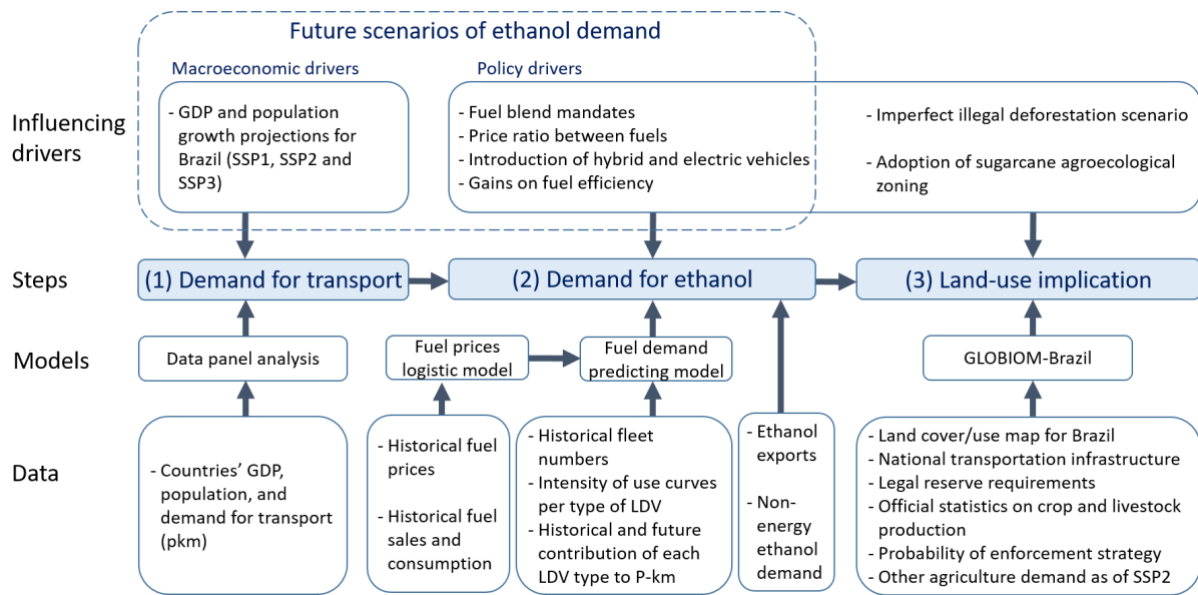 Future scenarios of ethanol demand
Macroeconomic drivers
Policy drivers
Influencing
drivers
- GDP and population
growth projections for
Brazil (SSP1, SSP2 and
SSP3)
- Fuel blend mandates
- Price ratio between fuels
- Introduction of hybrid and electric vehicles
- Gains on fuel efficiency
- Imperfect illegal deforestation scenario
- Adoption of sugarcane agroecological
zoning
Steps
(1) Demand for transport
(2) Demand for ethanol
(3) Land-use implication
Models
Data panel analysis
Fuel prices
logistic model
Fuel demand
predicting model
GLOBIOM-Brazil
Data
- Countries' GDP,
population, and
demand for transport
(pkm)
- Historical fuel
prices
- Historical fuel
sales and
consumption
- Historical fleet
numbers
- Intensity of use curves
per type of LDV
- Historical and future
contribution of each
LDV type to P-km
- Ethanol
exports
- Non-
energy
ethanol
demand
- Land cover/use map for Brazil
- National transportation infrastructure
- Legal reserve requirements
- Official statistics on crop and livestock
production
- Probability of enforcement strategy
- Other agriculture demand as of SSP2